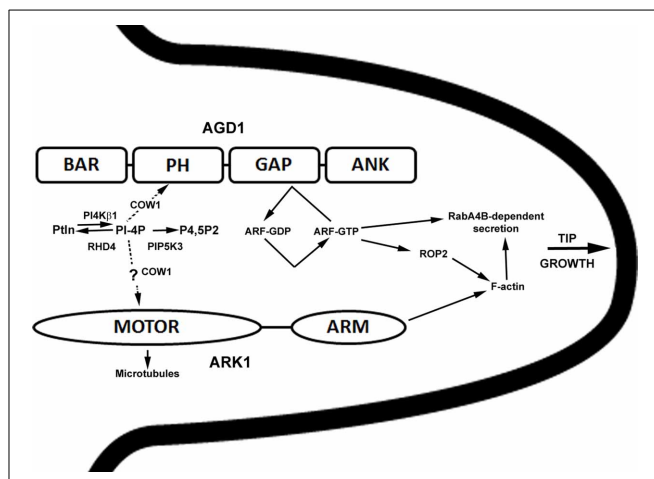 AGD1
BAR PH GAP ANK
PI4Kβ1 COW1
PtIn PI-4P P4,5P2
RHD4 PIP5K3
ARF-GDP ARF-GTP
RabA4B-dependent
secretion
ROP2
F-actin
TIP
GROWTH
? COW1
MOTOR ARM
ARK1
Microtubules